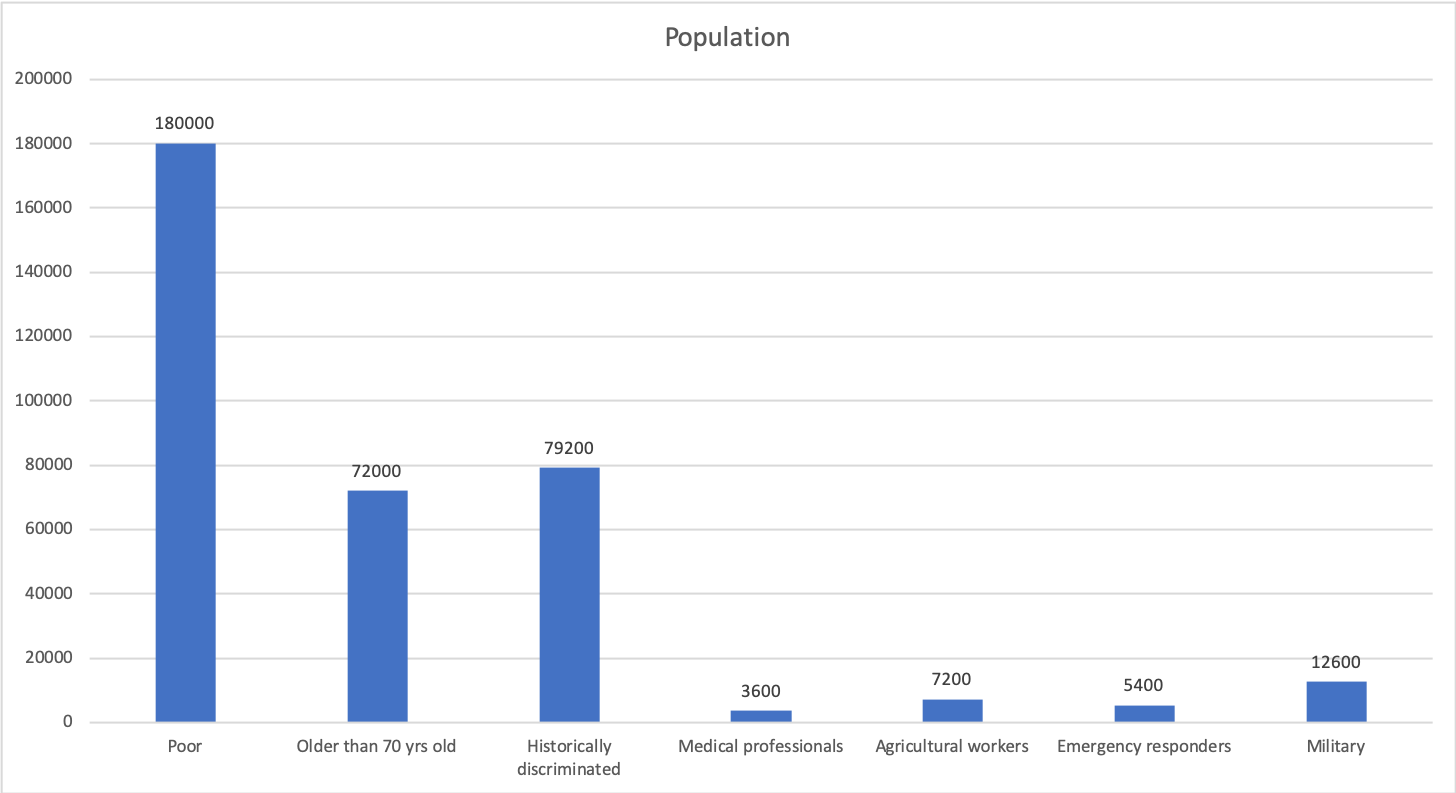 Population
200000
180000
160000
140000
120000
100000
80000
60000
40000
20000
0
180000
72000
79200
3600
7200
5400
12600
Poor
Older than 70 yrs old
Historically
discriminated
Medical professionals
Agricultural workers
Emergency responders
Military